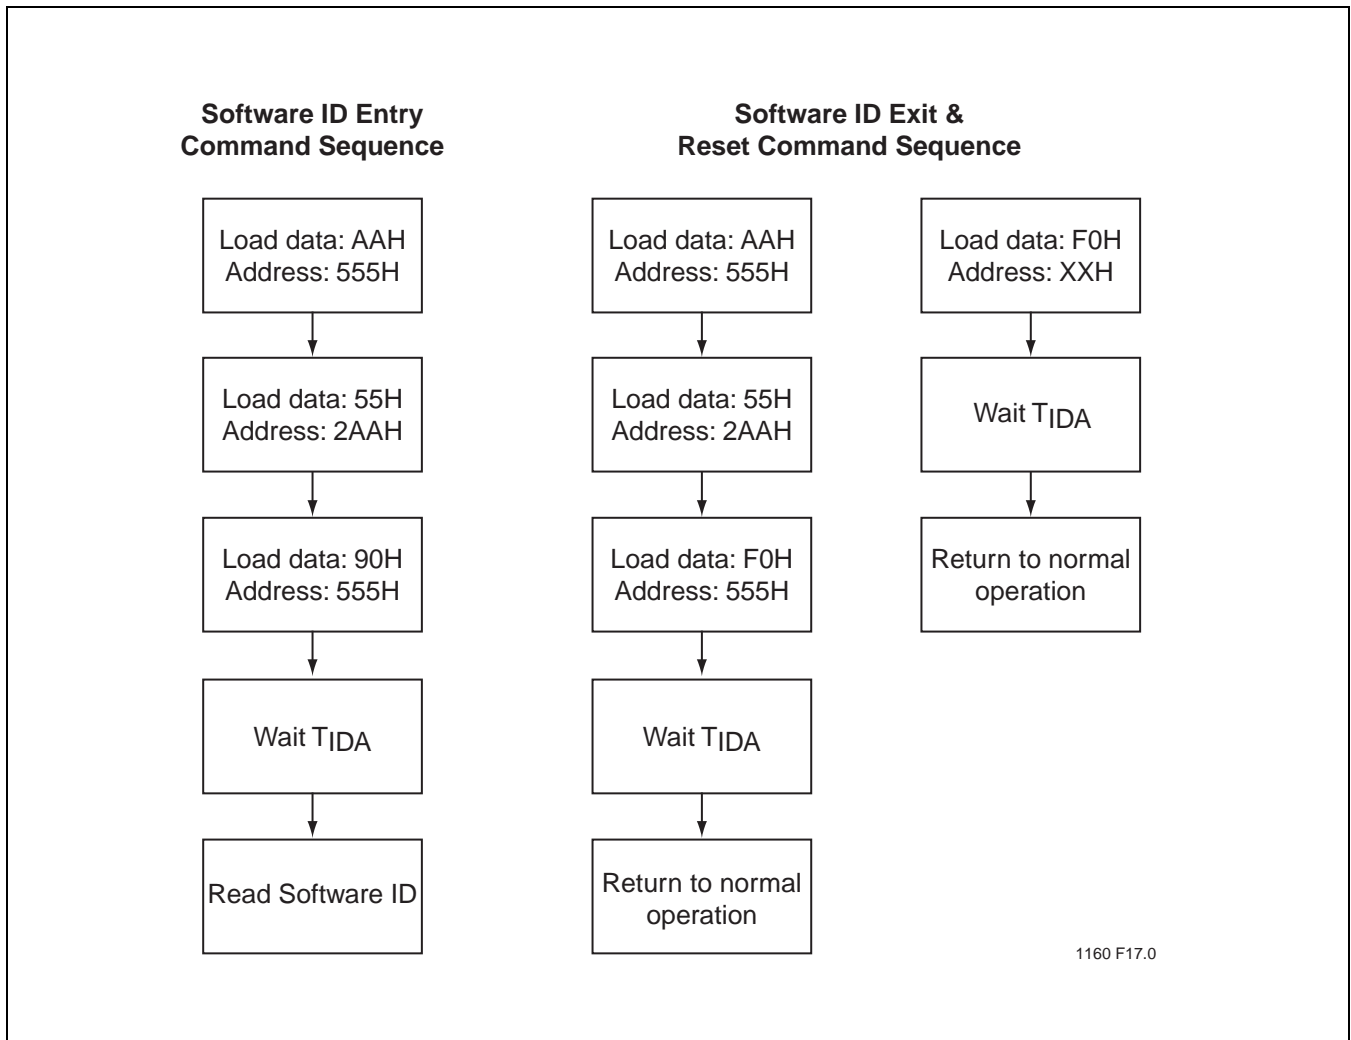 Software ID Entry
Command Sequence
Load data: AAH
Address: 555H
Load data: 55H
Address: 2AAH
Load data: 90H
Address: 555H
Wait TIDA
Read Software ID
Software ID Exit &
Reset Command Sequence
Load data: AAH
Address: 555H
Load data: 55H
Address: 2AAH
Load data: F0H
Address: 555H
Wait TIDA
Return to normal
operation
Load data: F0H
Address: XXH
Wait TIDA
Return to normal
operation
1160 F17.0